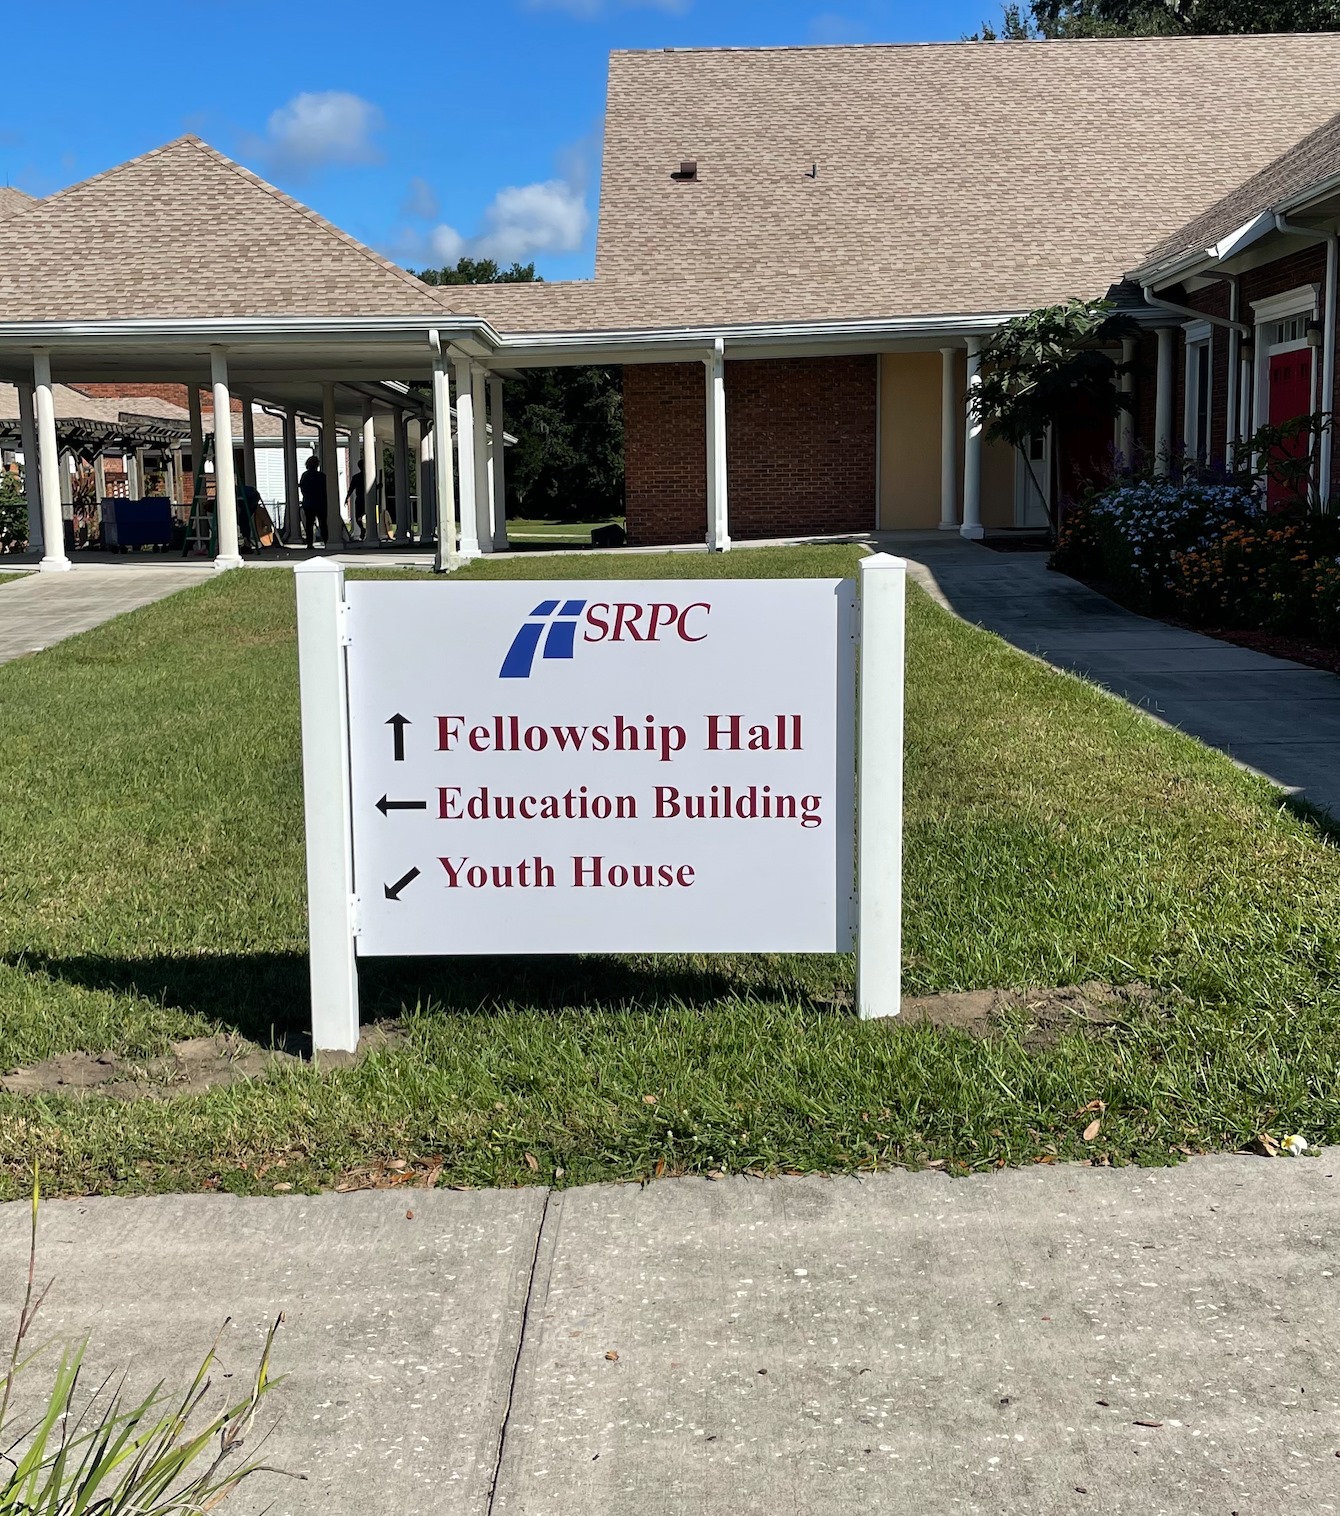 SRPC
Fellowship Hall
Education Building
Youth House